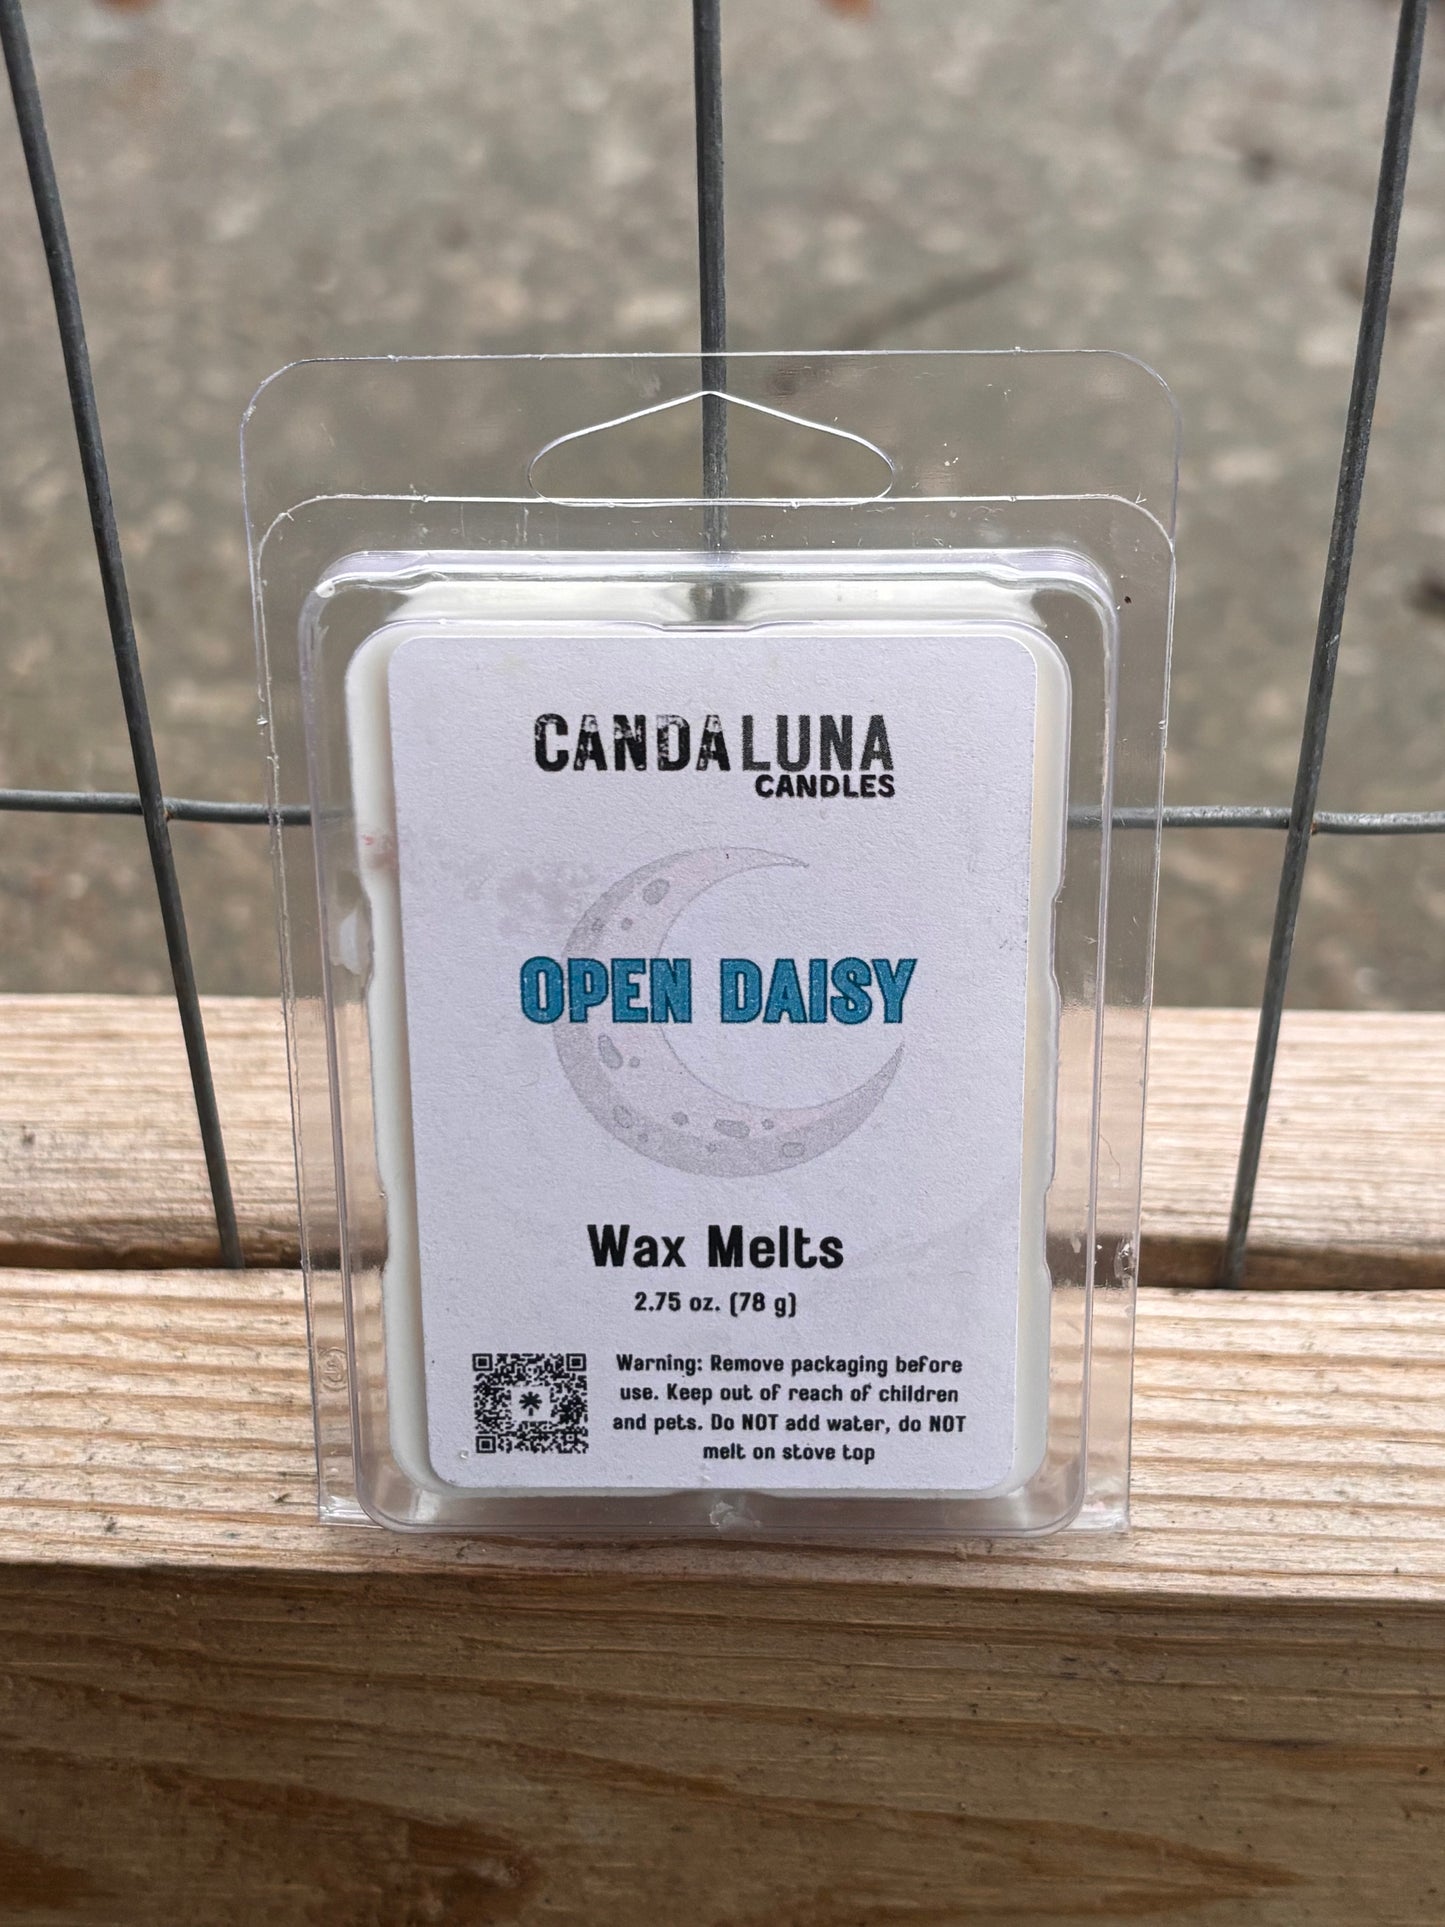 CANDALUNA
CANDLES
OPEN DAISY
Wax Melts
2.75 oz. (78 g)
Warning: Remove packaging before
use. Keep out of reach of children
and pets. Do NOT add water, do NOT
melt on stove top